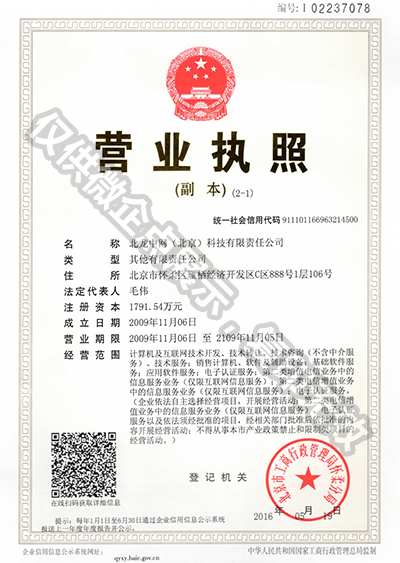 编号:1 02237078
营业执照
(副 本) (2-1)
统一社会信用代码 911101166963214500
名 称 北龙中网（北京）科技有限责任公司
类 型 其他有限责任公司
住 所 北京市怀柔区雁栖经济开发区C区888号1层106号
法定代表人 毛伟
注册资本 1791.54万元
成立日期 2009年11月06日
营业期限 2009年11月06日 至 2109年11月05日
经营范围 计算机及互联网技术开发、技术转让、技术咨询（不含中介服
务）、技术服务；销售计算机、软件及辅助设备；基础软件服
务；应用软件服务；电子认证服务；第一类增值电信业务中
的信息服务业务（仅限互联网信息服务）；第二类电信增值业务
中的信息服务业务（仅限互联网信息服务）、电子认证服务。
（企业依法自主选择经营项目，开展经营活动；第二类电信增
值业务中的信息服务业务（仅限互联网信息服务）、电子认证
服务以及依法须经批准的项目，经相关部门批准后依批准的内
容开展经营活动；不得从事本市产业政策禁止和限制类项目的
经营活动。）
仅供微企点展示，
在线扫码获取详细信息
登记机关
北京市工商行政管理局怀柔分局
2016 年 05 月 19 日
提示：每年1月1日至6月30日通过企业信用信息公示系统
报送上一年度年度报告并公示。
企业信用信息公示系统网址：
qyxy.baic.gov.cn
中华人民共和国国家工商行政管理总局监制